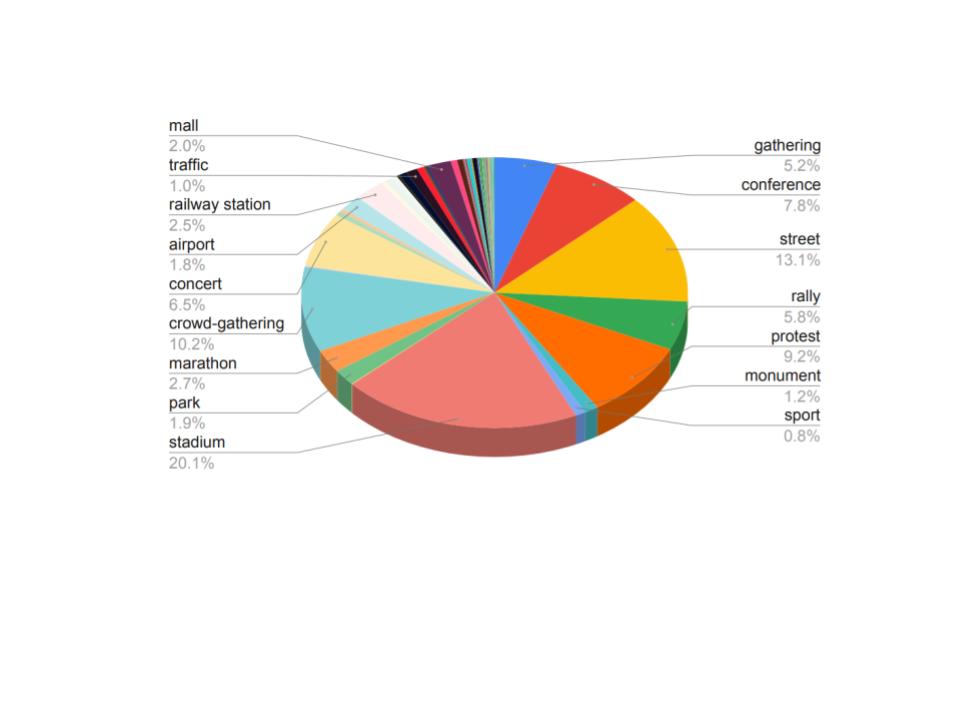 mall
2.0%
traffic
1.0%
railway station
2.5%
airport
1.8%
concert
6.5%
crowd-gathering
10.2%
marathon
2.7%
park
1.9%
stadium
20.1%
gathering
5.2%
conference
7.8%
street
13.1%
rally
5.8%
protest
9.2%
monument
1.2%
sport
0.8%